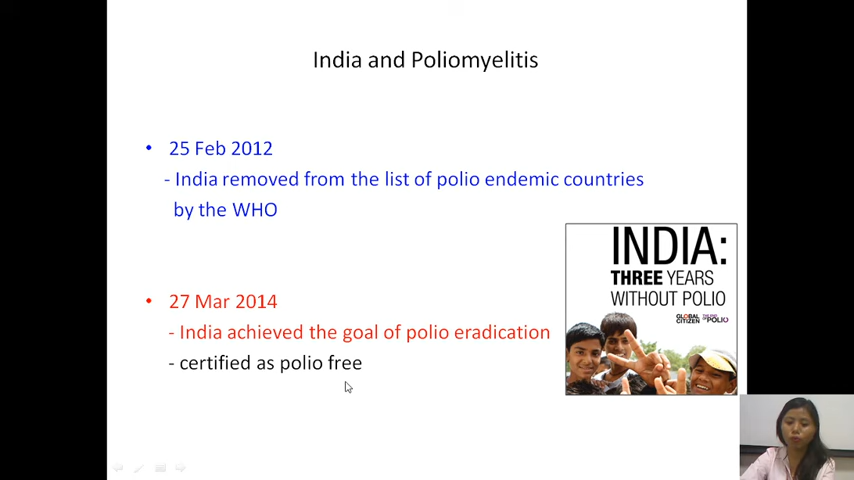 India and Poliomyelitis
• 25 Feb 2012
- India removed from the list of polio endemic countries
by the WHO
• 27 Mar 2014
- India achieved the goal of polio eradication
- certified as polio free
INDIA:
THREE YEARS
WITHOUT POLIO
GLOBAL
CITIZEN
POLIO